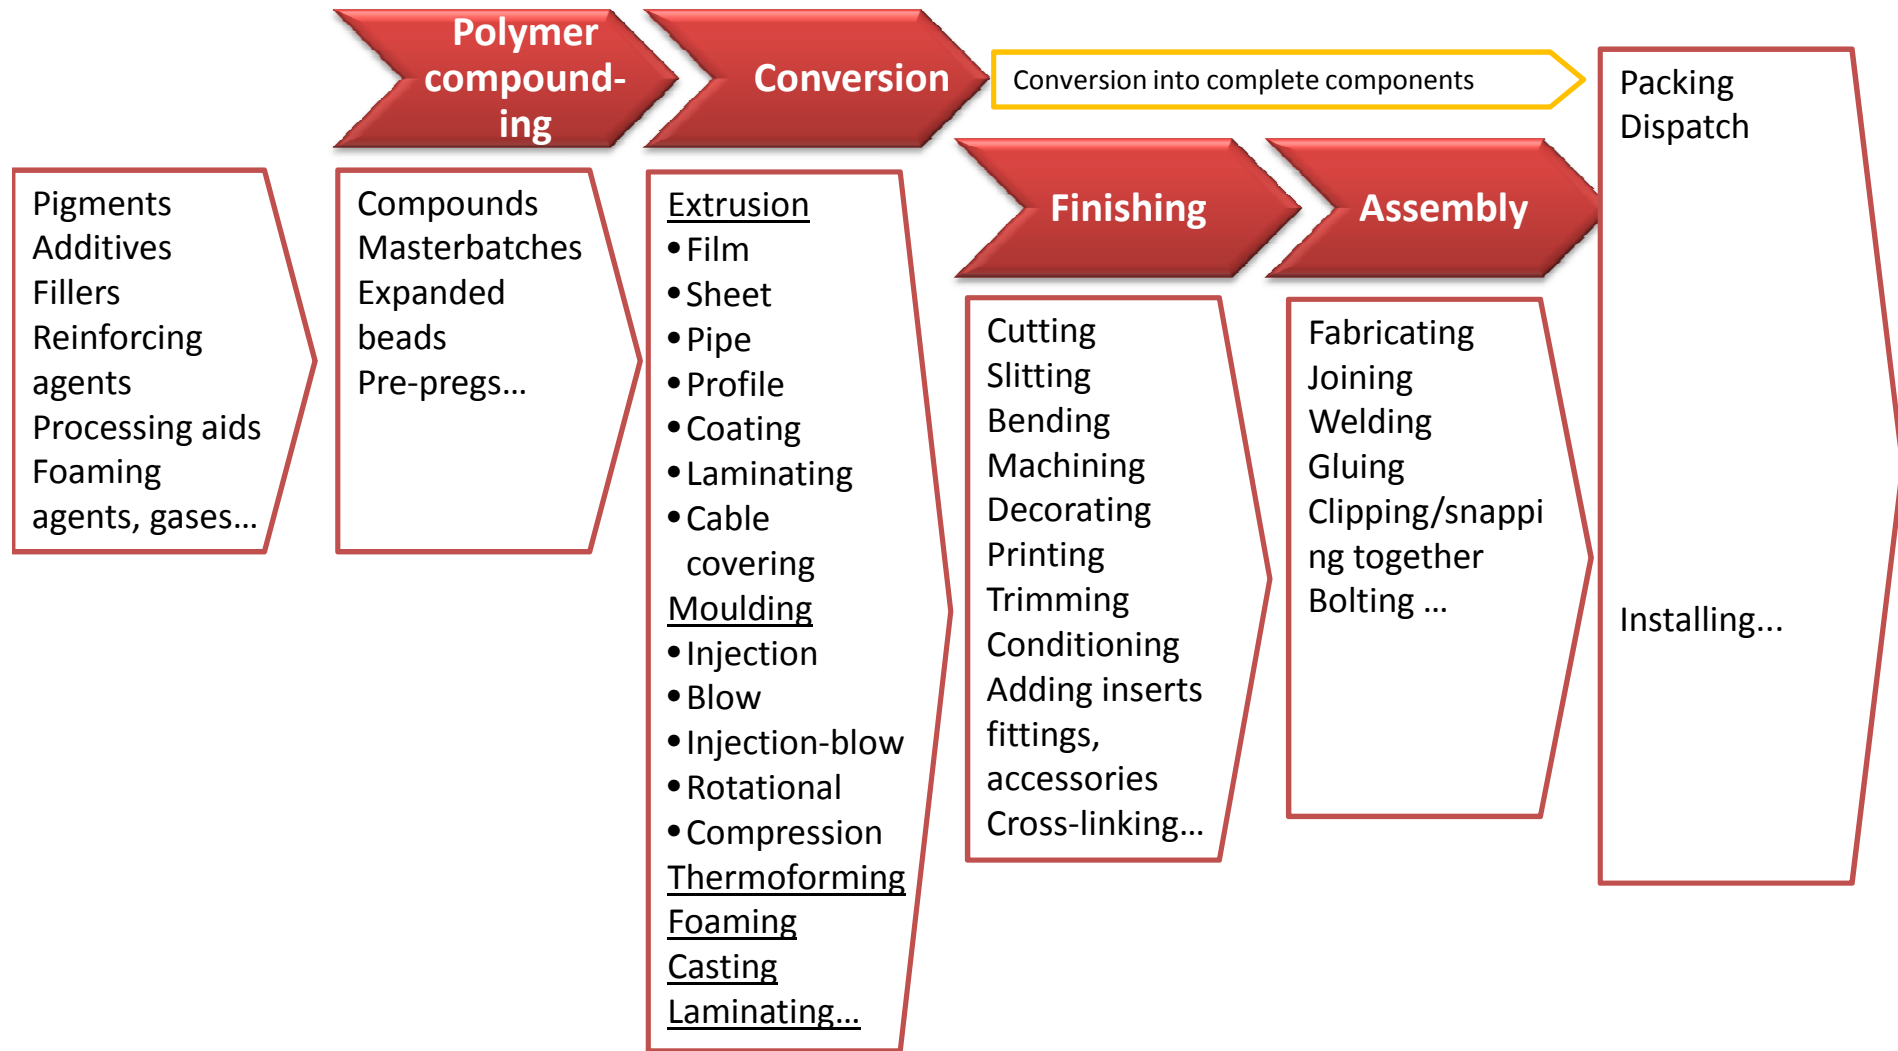 Polymer
compound-
ing
Conversion
Conversion into complete components
Finishing
Assembly
Pigments
Additives
Fillers
Reinforcing
agents
Processing aids
Foaming
agents, gases...
Compounds
Masterbatches
Expanded
beads
Pre-pregs...
Extrusion
• Film
• Sheet
• Pipe
• Profile
• Coating
• Laminating
• Cable
covering
Moulding
• Injection
• Blow
• Injection-blow
• Rotational
• Compression
Thermoforming
Foaming
Casting
Laminating...
Cutting
Slitting
Bending
Machining
Decorating
Printing
Trimming
Conditioning
Adding inserts
fittings,
accessories
Cross-linking...
Fabricating
Joining
Welding
Gluing
Clipping/snappi
ng together
Bolting ...
Packing
Dispatch
Installing...